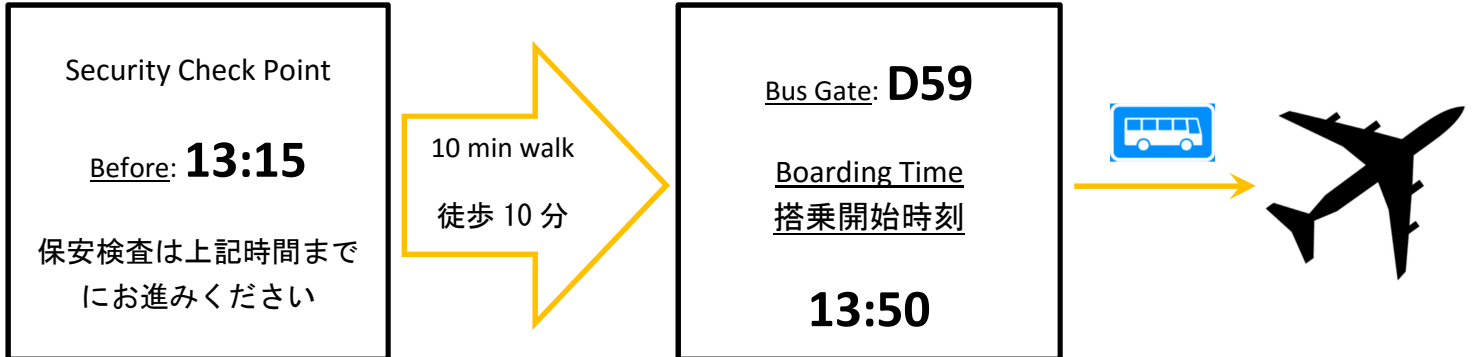 Security Check Point
Before: 13:15
保安検査は上記時間まで
にお進みください
10 min walk
徒歩 10 分
Bus Gate: D59
Boarding Time
搭乗開始時刻
13:50